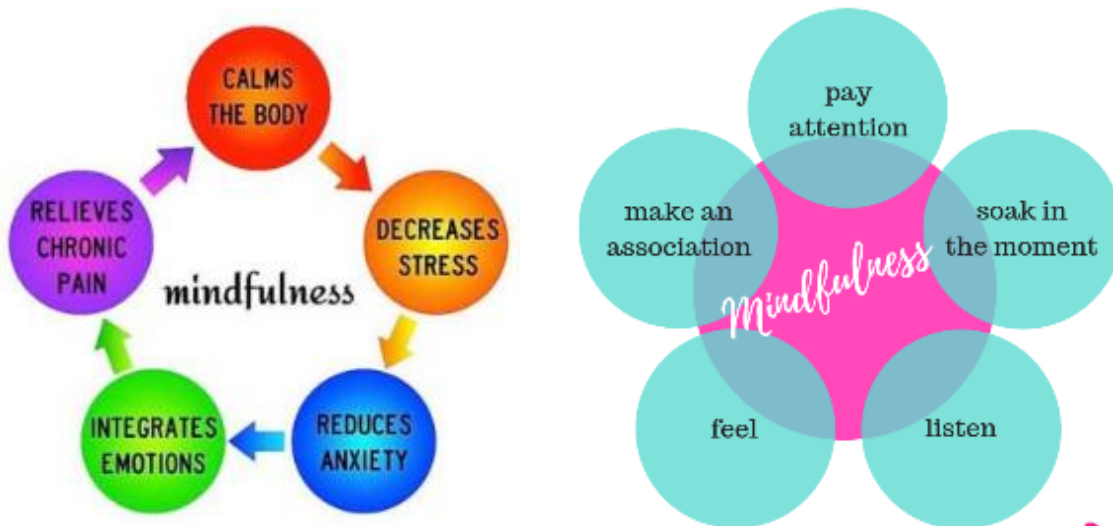 CALMS
THE BODY
DECREASES
STRESS
REDUCES
ANXIETY
INTEGRATES
EMOTIONS
RELIEVES
CHRONIC
PAIN
mindfulness
pay
attention
soak in
the moment
listen
feel
make an
association
Mindfulness